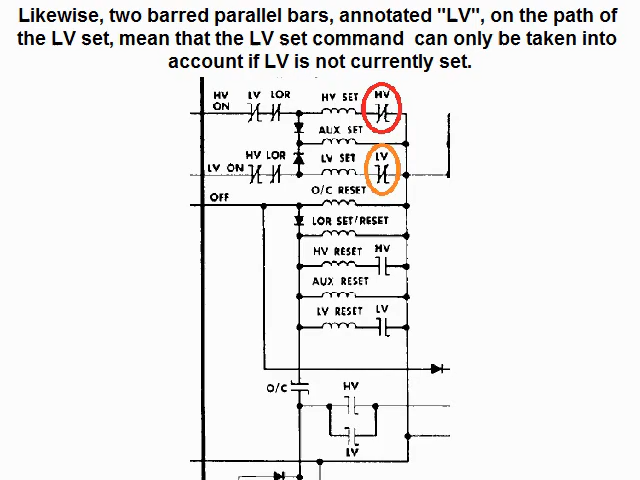 Likewise, two barred parallel bars, annotated "LV", on the path of
the LV set, mean that the LV set command can only be taken into
account if LV is not currently set.
HV ON LV LOR HV SET HV
AUX SET
LV ON HV LOR LV SET LV
O/C RESET
OFF
LOR SET/RESET
HV RESET HV
AUX RESET
LV RESET LV
O/C HV
LV